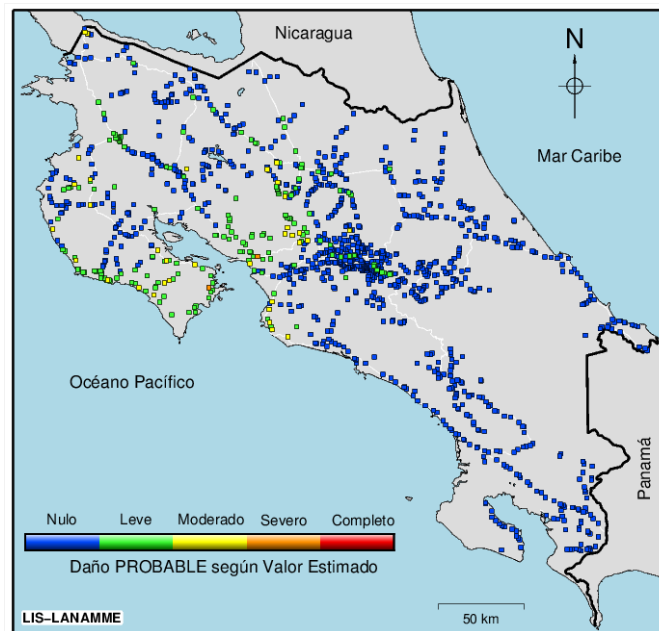 Nicaragua
N
Mar Caribe
Océano Pacífico
Panamá
Nulo Leve Moderado Severo Completo
Daño PROBABLE según Valor Estimado
LIS–LANAMME
50 km